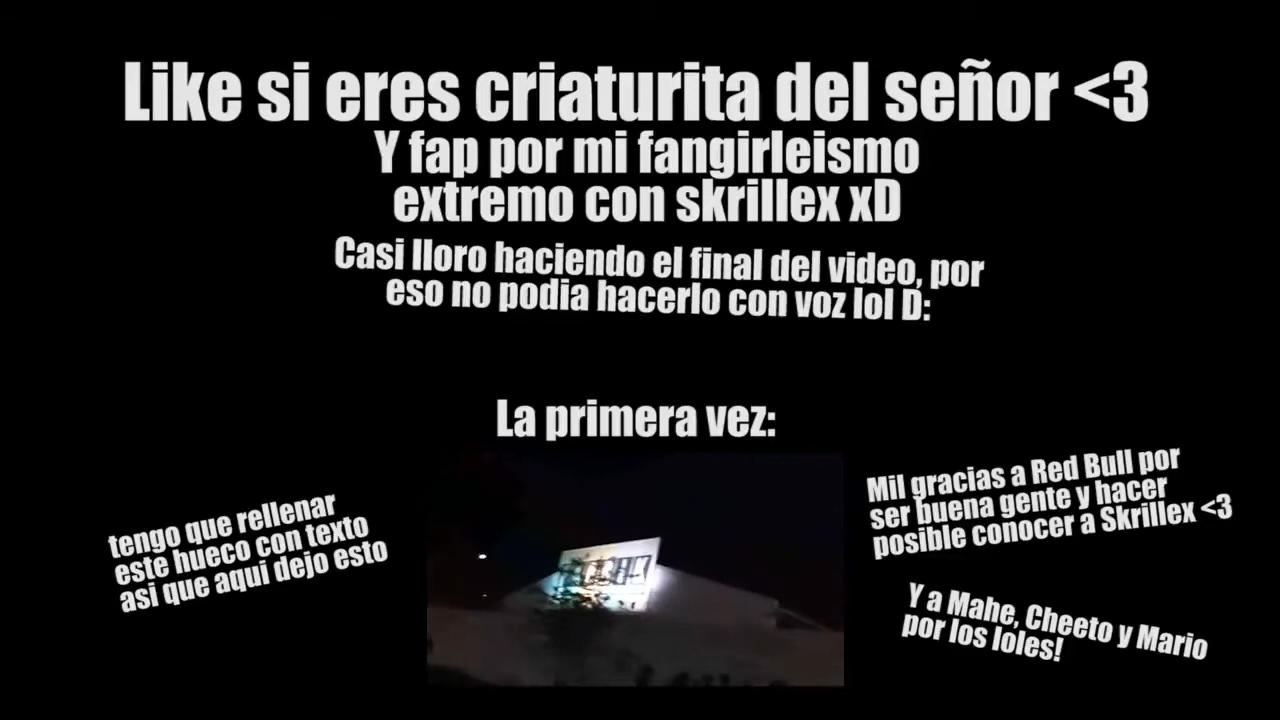 Like si eres criaturita del señor <3
Y fap por mi fangirleismo
extremo con skrillex xD
Casi lloro haciendo el final del video, por
eso no podia hacerlo con voz lol D:
La primera vez:
tengo que rellenar
este hueco con texto
asi que aqui dejo esto
Mil gracias a Red Bull por
ser buena gente y hacer
posible conocer a Skrillex <3
Y a Mahe, Cheeto y Mario
por los loles!